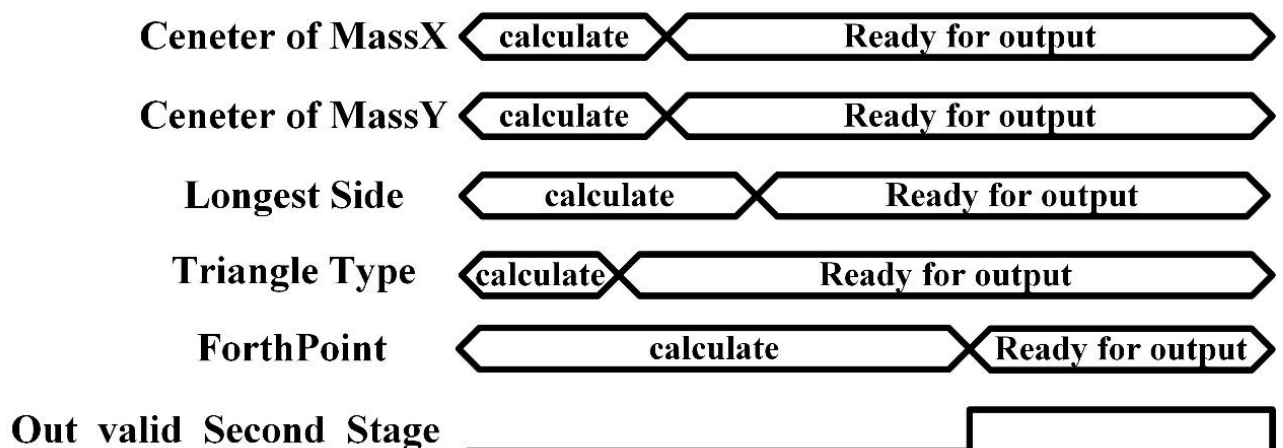 Ceneter of MassX calculate Ready for output
Ceneter of MassY calculate Ready for output
Longest Side calculate Ready for output
Triangle Type calculate Ready for output
ForthPoint calculate Ready for output
Out valid Second Stage